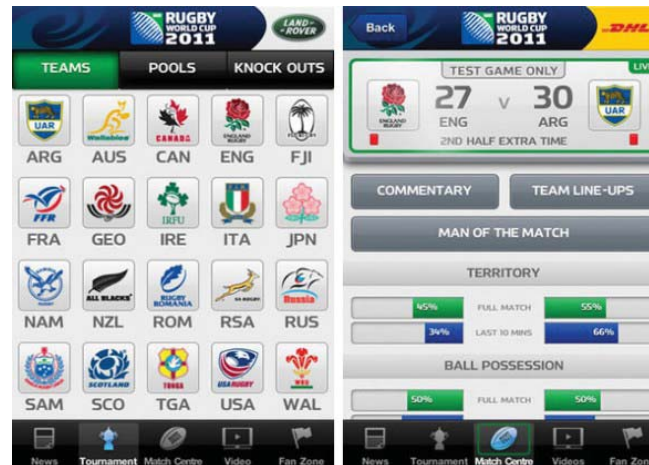 RUGBY
WORLD CUP
2011
LAND-
ROVER
TEAMS POOLS KNOCK OUTS
UAR
Wallabies
CANADA
ENGLAND
RUGBY
ARG AUS CAN ENG FJI
FFR
IRFU
FRA GEO IRE ITA JPN
ALL BLACKS
RUGBY
ROMANIA
SA RUGBY
Russia
NAM NZL ROM RSA RUS
SCOTLAND
TONGA
USA RUGBY
WRU
SAM SCO TGA USA WAL
News Tournament Match Centre Video Fan Zone
Back
RUGBY
WORLD CUP
2011
DHL
TEST GAME ONLY
LIVE
ENGLAND
RUGBY
27 v 30
UAR
ENG ARG
2ND HALF EXTRA TIME
COMMENTARY TEAM LINE-UPS
MAN OF THE MATCH
TERRITORY
45% FULL MATCH 55%
34% LAST 10 MINS 66%
BALL POSSESSION
50% FULL MATCH 50%
News Tournament Match Centre Videos Fan Zone